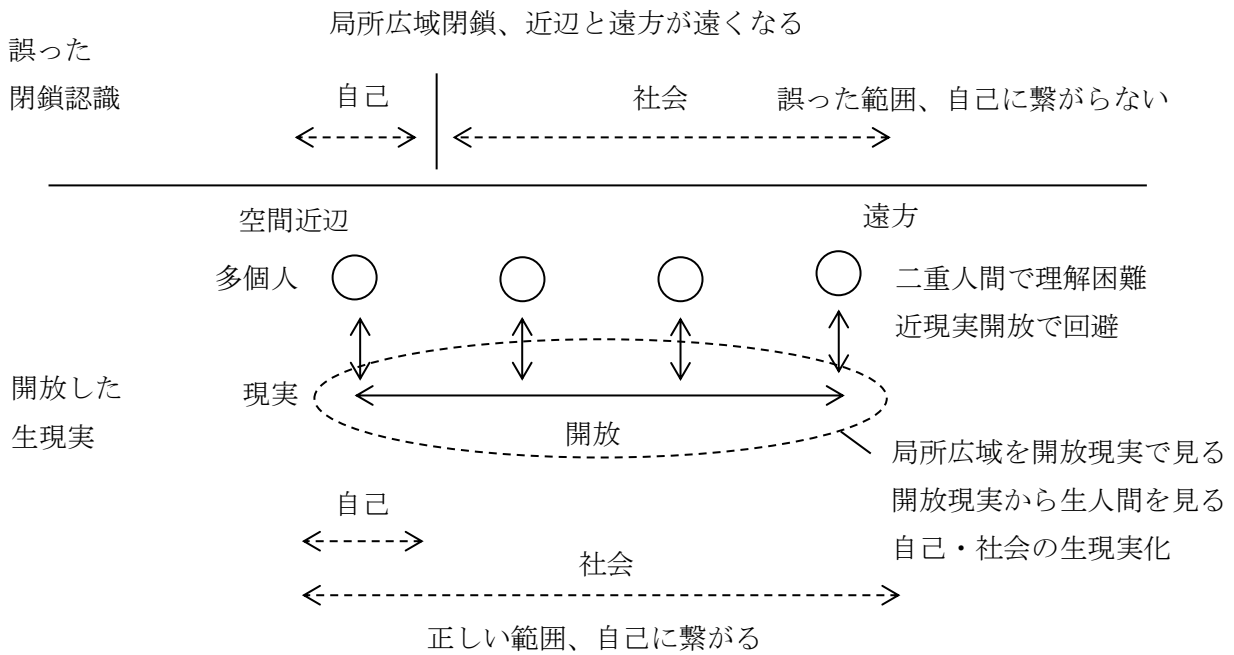 局所広域閉鎖、近辺と遠方が遠くなる
誤った
閉鎖認識
自己
社会
誤った範囲、自己に繋がらない
空間近辺
遠方
多個人
二重人間で理解困難
近現実開放で回避
開放した
生現実
現実
開放
局所広域を開放現実で見る
開放現実から生人間を見る
自己・社会の生現実化
自己
社会
正しい範囲、自己に繋がる